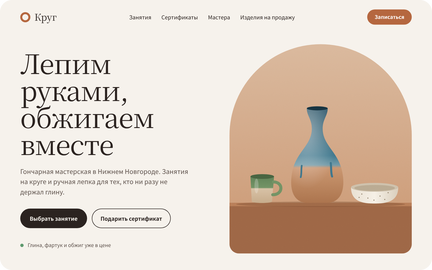 Круг
Занятия Сертификаты Мастера Изделия на продажу
Записаться
Лепим
руками,
обжигаем
вместе
Гончарная мастерская в Нижнем Новгороде. Занятия
на круге и ручная лепка для тех, кто ни разу не
держал глину.
Выбрать занятие Подарить сертификат
Глина, фартук и обжиг уже в цене